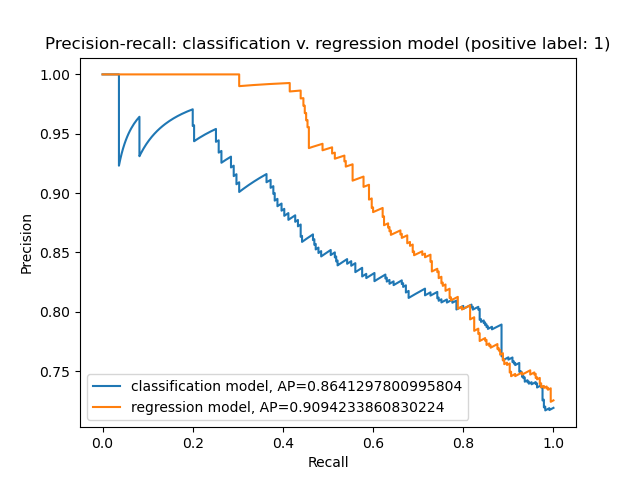 Precision-recall: classification v. regression model (positive label: 1)
1.00
0.95
0.90
0.85
0.80
0.75
Precision
classification model, AP=0.8641297800995804
regression model, AP=0.9094233860830224
0.0
0.2
0.4
0.6
0.8
1.0
Recall